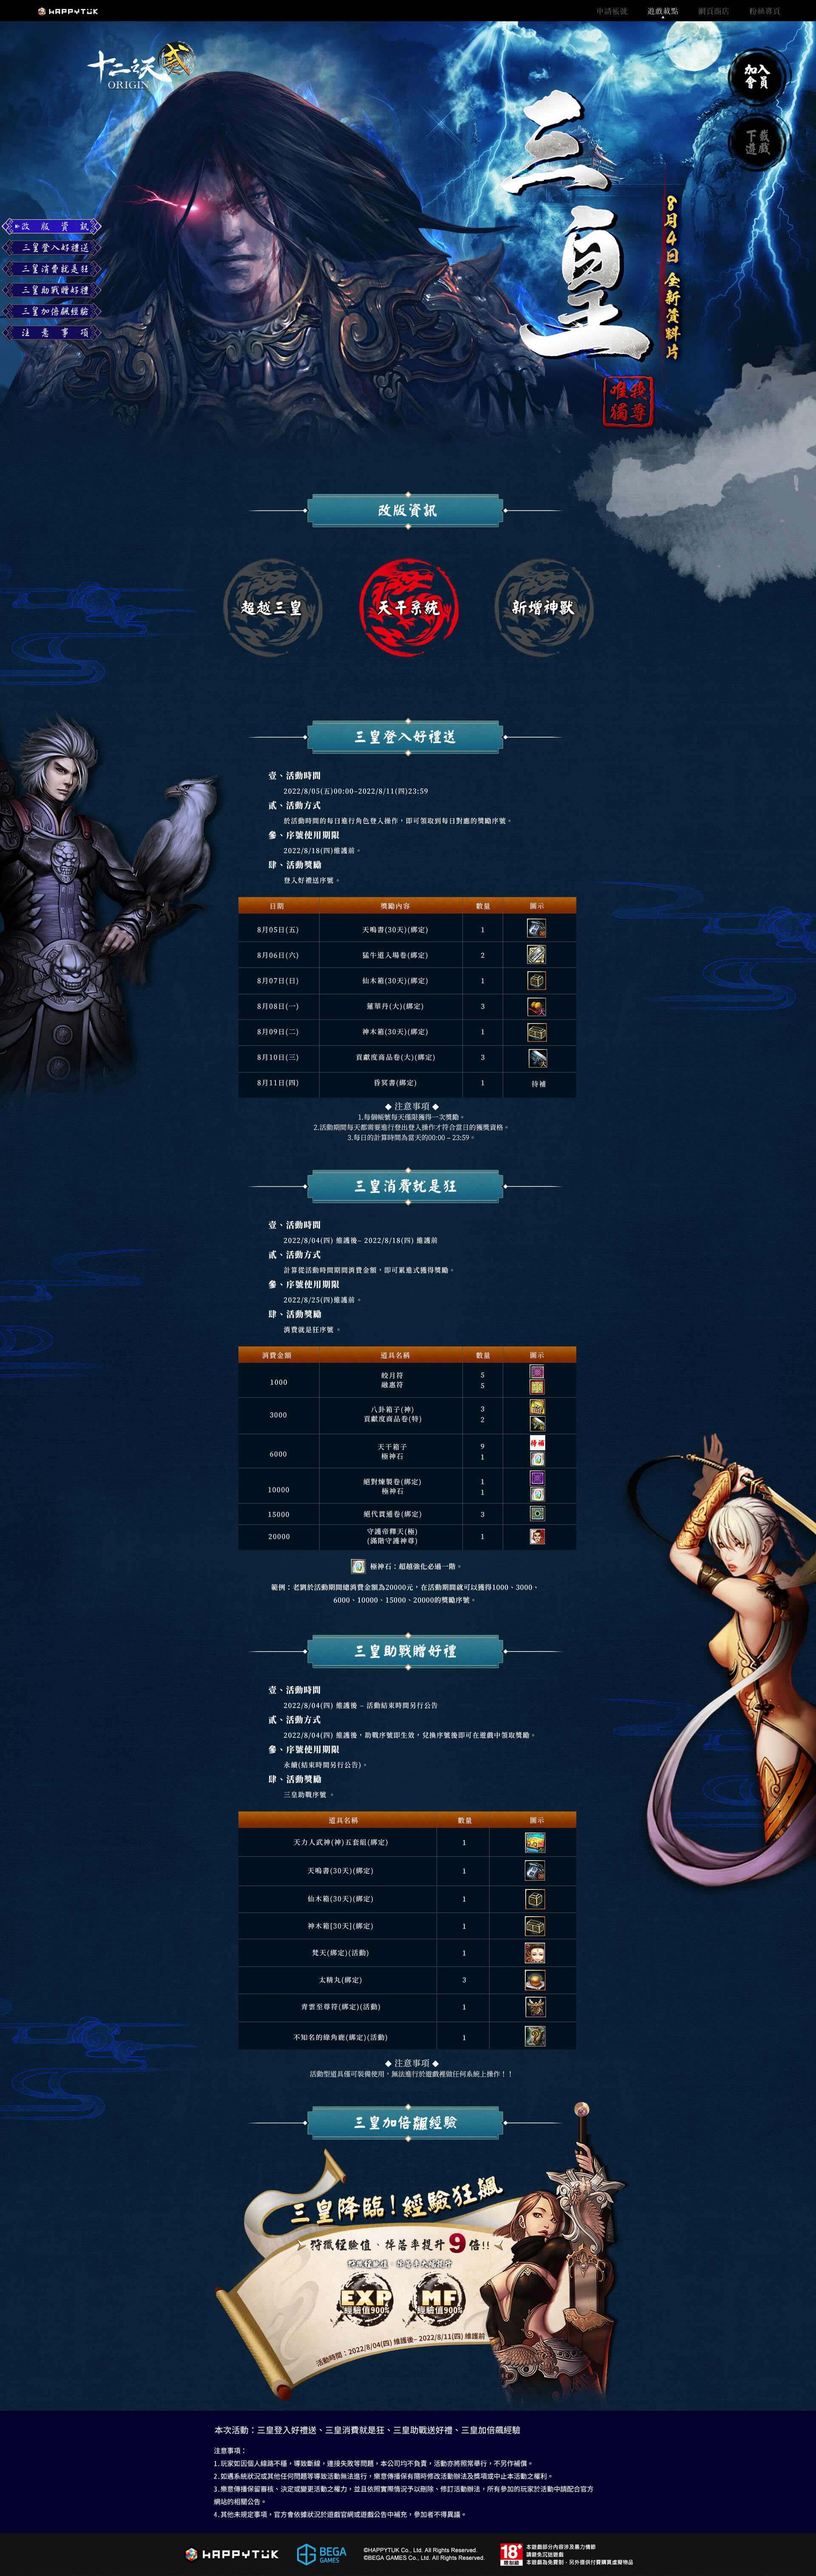 HAPPYTUK
申請帳號
遊戲載點
網頁商店
粉絲專頁
十二之天
貳
ORIGIN
加入
會員
下載
遊戲
三皇
8月4日 全新資料片
唯我
獨尊
改版資訊
三皇登入好禮送
三皇消費就是狂
三皇助戰贈好禮
三皇加倍飆經驗
注意事項
改版資訊
超越三皇
天干系統
新增神獸
三皇登入好禮送
壹、活動時間
2022/8/05(五)00:00~2022/8/11(四)23:59
貳、活動方式
於活動時間的每日進行角色登入操作，即可領取到每日對應的獎勵序號。
參、序號使用期限
2022/8/18(四)維護前。
肆、活動獎勵
登入好禮送序號。
日期 獎勵內容 數量 圖示
8月05日(五) 天鳴書(30天)(綁定) 1
8月06日(六) 猛牛道入場卷(綁定) 2
8月07日(日) 仙木箱(30天)(綁定) 1
8月08日(一) 蓬華丹(大)(綁定) 3
8月09日(二) 神木箱(30天)(綁定) 1
8月10日(三) 貢獻度商品卷(大)(綁定) 3
8月11日(四) 昏冥書(綁定) 1 待補
◆ 注意事項 ◆
1.每個帳號每天僅限獲得一次獎勵。
2.活動期間每天都需要進行登出登入操作才符合當日的獲獎資格。
3.每日的計算時間為當天的00:00 – 23:59。
三皇消費就是狂
壹、活動時間
2022/8/04(四) 維護後~ 2022/8/18(四) 維護前
貳、活動方式
計算從活動時間期間消費金額，即可累進式獲得獎勵。
參、序號使用期限
2022/8/25(四)維護前。
肆、活動獎勵
消費就是狂序號 。
消費金額 道具名稱 數量 圖示
1000 皎月符 5
融惠符 5
3000 八卦箱子(神) 3
貢獻度商品卷(特) 2
6000 天干箱子 9 待補
極神石 1
10000 絕對煉製卷(綁定) 1
極神石 1
15000 絕代貫通卷(綁定) 3
20000 守護帝釋天(極) 1
(滿階守護神尊)
極神石：超越強化必過一階。
範例：老劉於活動期間總消費金額為20000元，在活動期間就可以獲得1000、3000、
6000、10000、15000、20000的獎勵序號。
三皇助戰贈好禮
壹、活動時間
2022/8/04(四) 維護後 – 活動結束時間另行公告
貳、活動方式
2022/8/04(四) 維護後，助戰序號即生效，兌換序號後即可在遊戲中領取獎勵。
參、序號使用期限
永續(結束時間另行公告)。
肆、活動獎勵
三皇助戰序號 。
道具名稱 數量 圖示
天力人武神(神)五套組(綁定) 1
天鳴書(30天)(綁定) 1
仙木箱(30天)(綁定) 1
神木箱[30天](綁定) 1
梵天(綁定)(活動) 1
太精丸(綁定) 3
青雲至尊符(綁定)(活動) 1
不知名的綠角鹿(綁定)(活動) 1
◆ 注意事項 ◆
活動型道具僅可裝備使用，無法進行於遊戲裡做任何系統上操作！！
三皇加倍飆經驗
三皇降臨！經驗狂飆
狩獵經驗值、掉落率提升9倍!!
狩獵經驗值、掉落率大幅提升
EXP
經驗值900%
MF
經驗值900%
活動時間：2022/8/04(四) 維護後~ 2022/8/11(四) 維護前
本次活動：三皇登入好禮送、三皇消費就是狂、三皇助戰送好禮、三皇加倍飆經驗
注意事項：
1.玩家如因個人線路不穩，導致斷線，連接失敗等問題，本公司均不負責，活動亦將照常舉行，不另作補償。
2.如遇系統狀況或其他任何問題等導致活動無法進行，樂意傳播保有隨時修改活動辦法及獎項或中止本活動之權利。
3.樂意傳播保留審核、決定或變更活動之權力，並且依照實際情況予以刪除、修訂活動辦法，所有參加的玩家於活動中請配合官方
網站的相關公告。
4.其他未規定事項，官方會依據狀況於遊戲官網或遊戲公告中補充，參加者不得異議。
HAPPYTUK
BEGA
GAMES
©HAPPYTUK Co., Ltd. All Rights Reserved.
©BEGA GAMES Co., Ltd. All Rights Reserved.
18+
限制級
本遊戲部分內容涉及暴力情節
請避免沉迷遊戲
本遊戲為免費制，另外提供付費購買虛擬物品